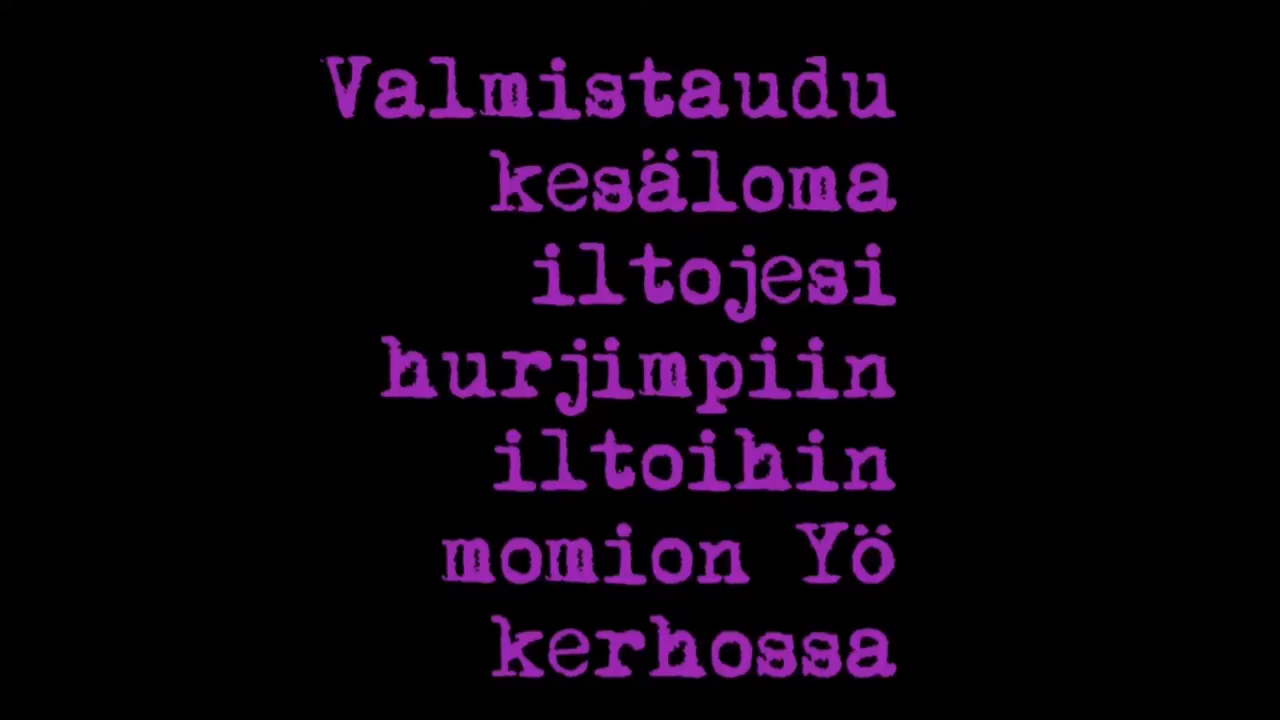 Valmistaudu
kesäloma
iltojesi
hurjimpiin
iltoihin
momion Yö
kerhossa